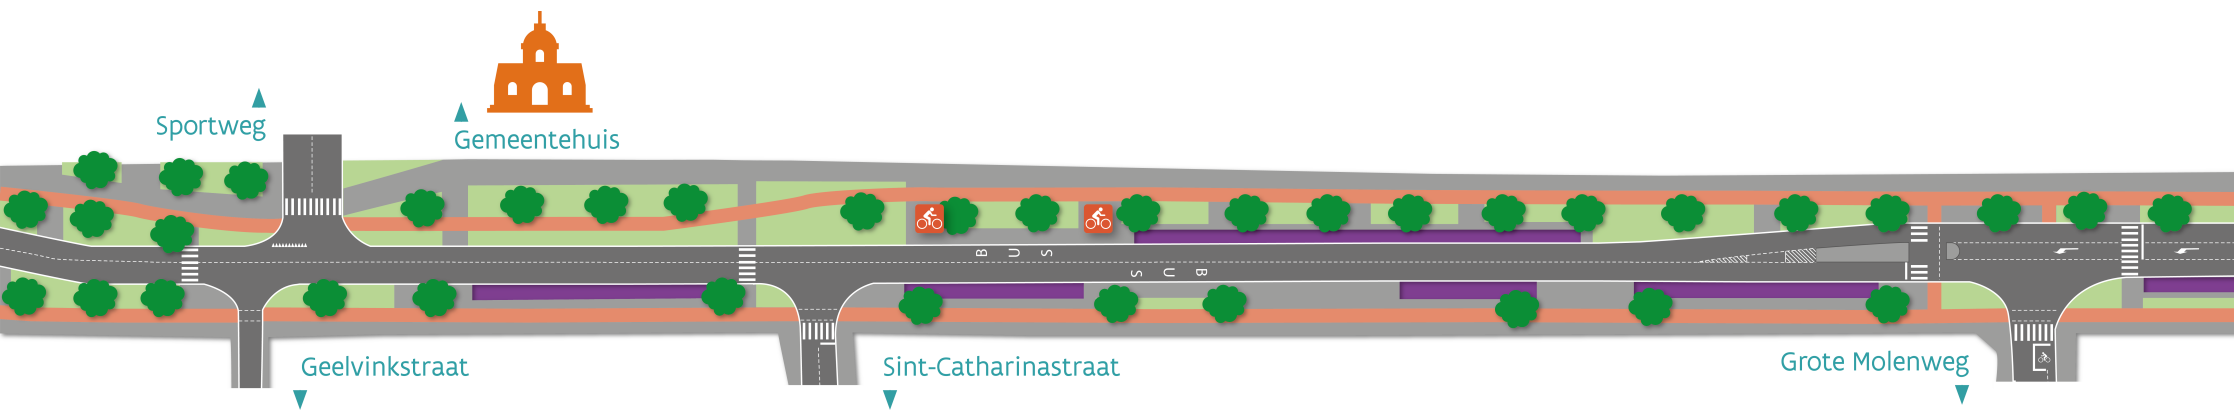 Sportweg
Gemeentehuis
BUS
BUS
Geelvinkstraat
Sint-Catharinastraat
Grote Molenweg